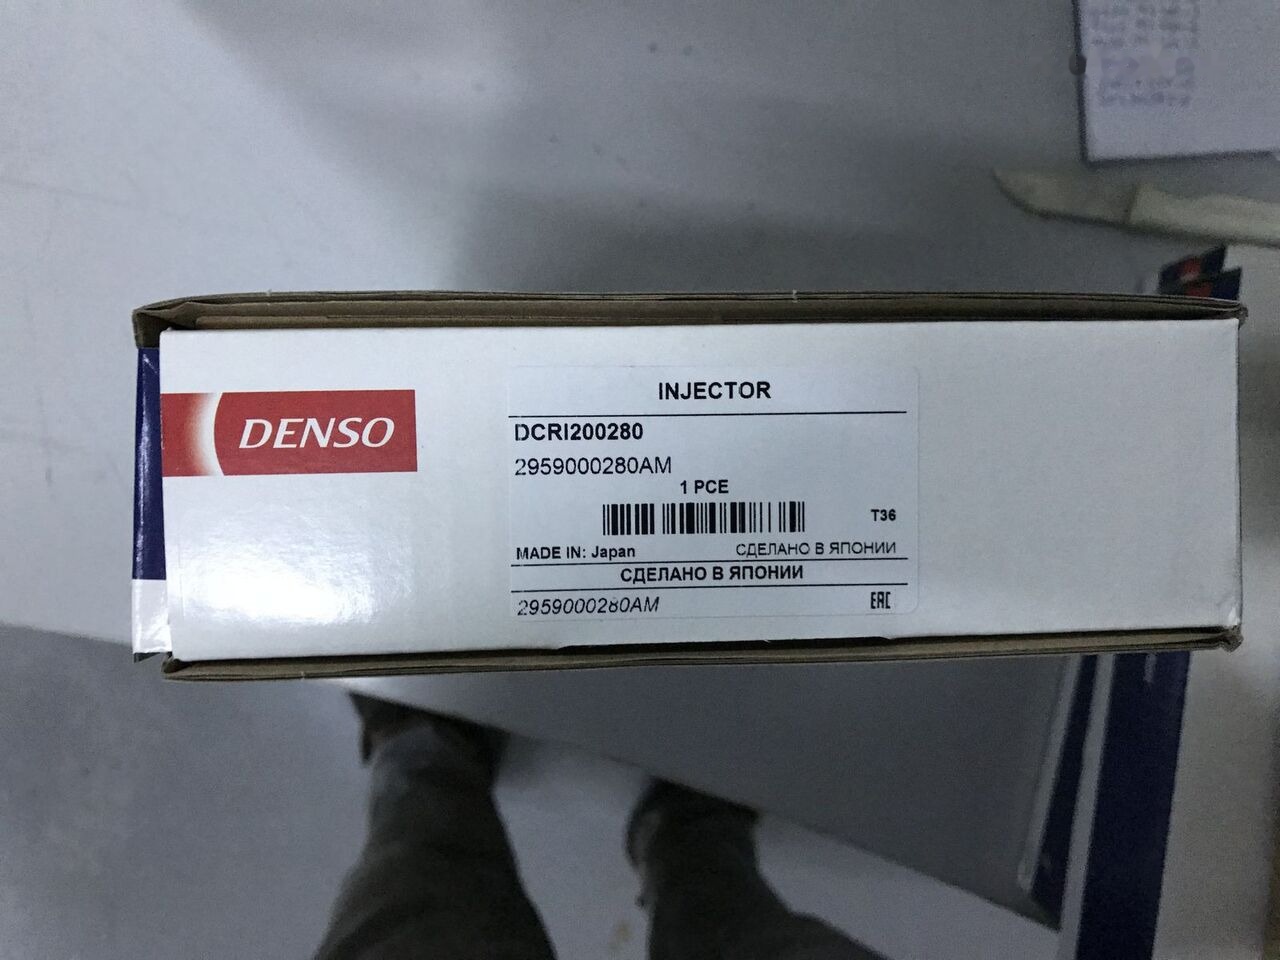 DENSO
INJECTOR
DCRI200280
2959000280AM
1 PCE
T36
MADE IN: Japan СДЕЛАНО В ЯПОНИИ
СДЕЛАНО В ЯПОНИИ
2959000280AM EAC